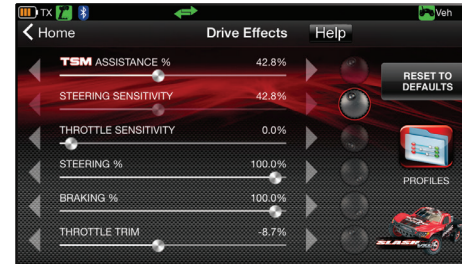 TX
Veh
Home
Drive Effects
Help
TSM ASSISTANCE %
42.8%
STEERING SENSITIVITY
42.8%
THROTTLE SENSITIVITY
0.0%
STEERING %
100.0%
BRAKING %
100.0%
THROTTLE TRIM
-8.7%
RESET TO
DEFAULTS
PROFILES
SLASH